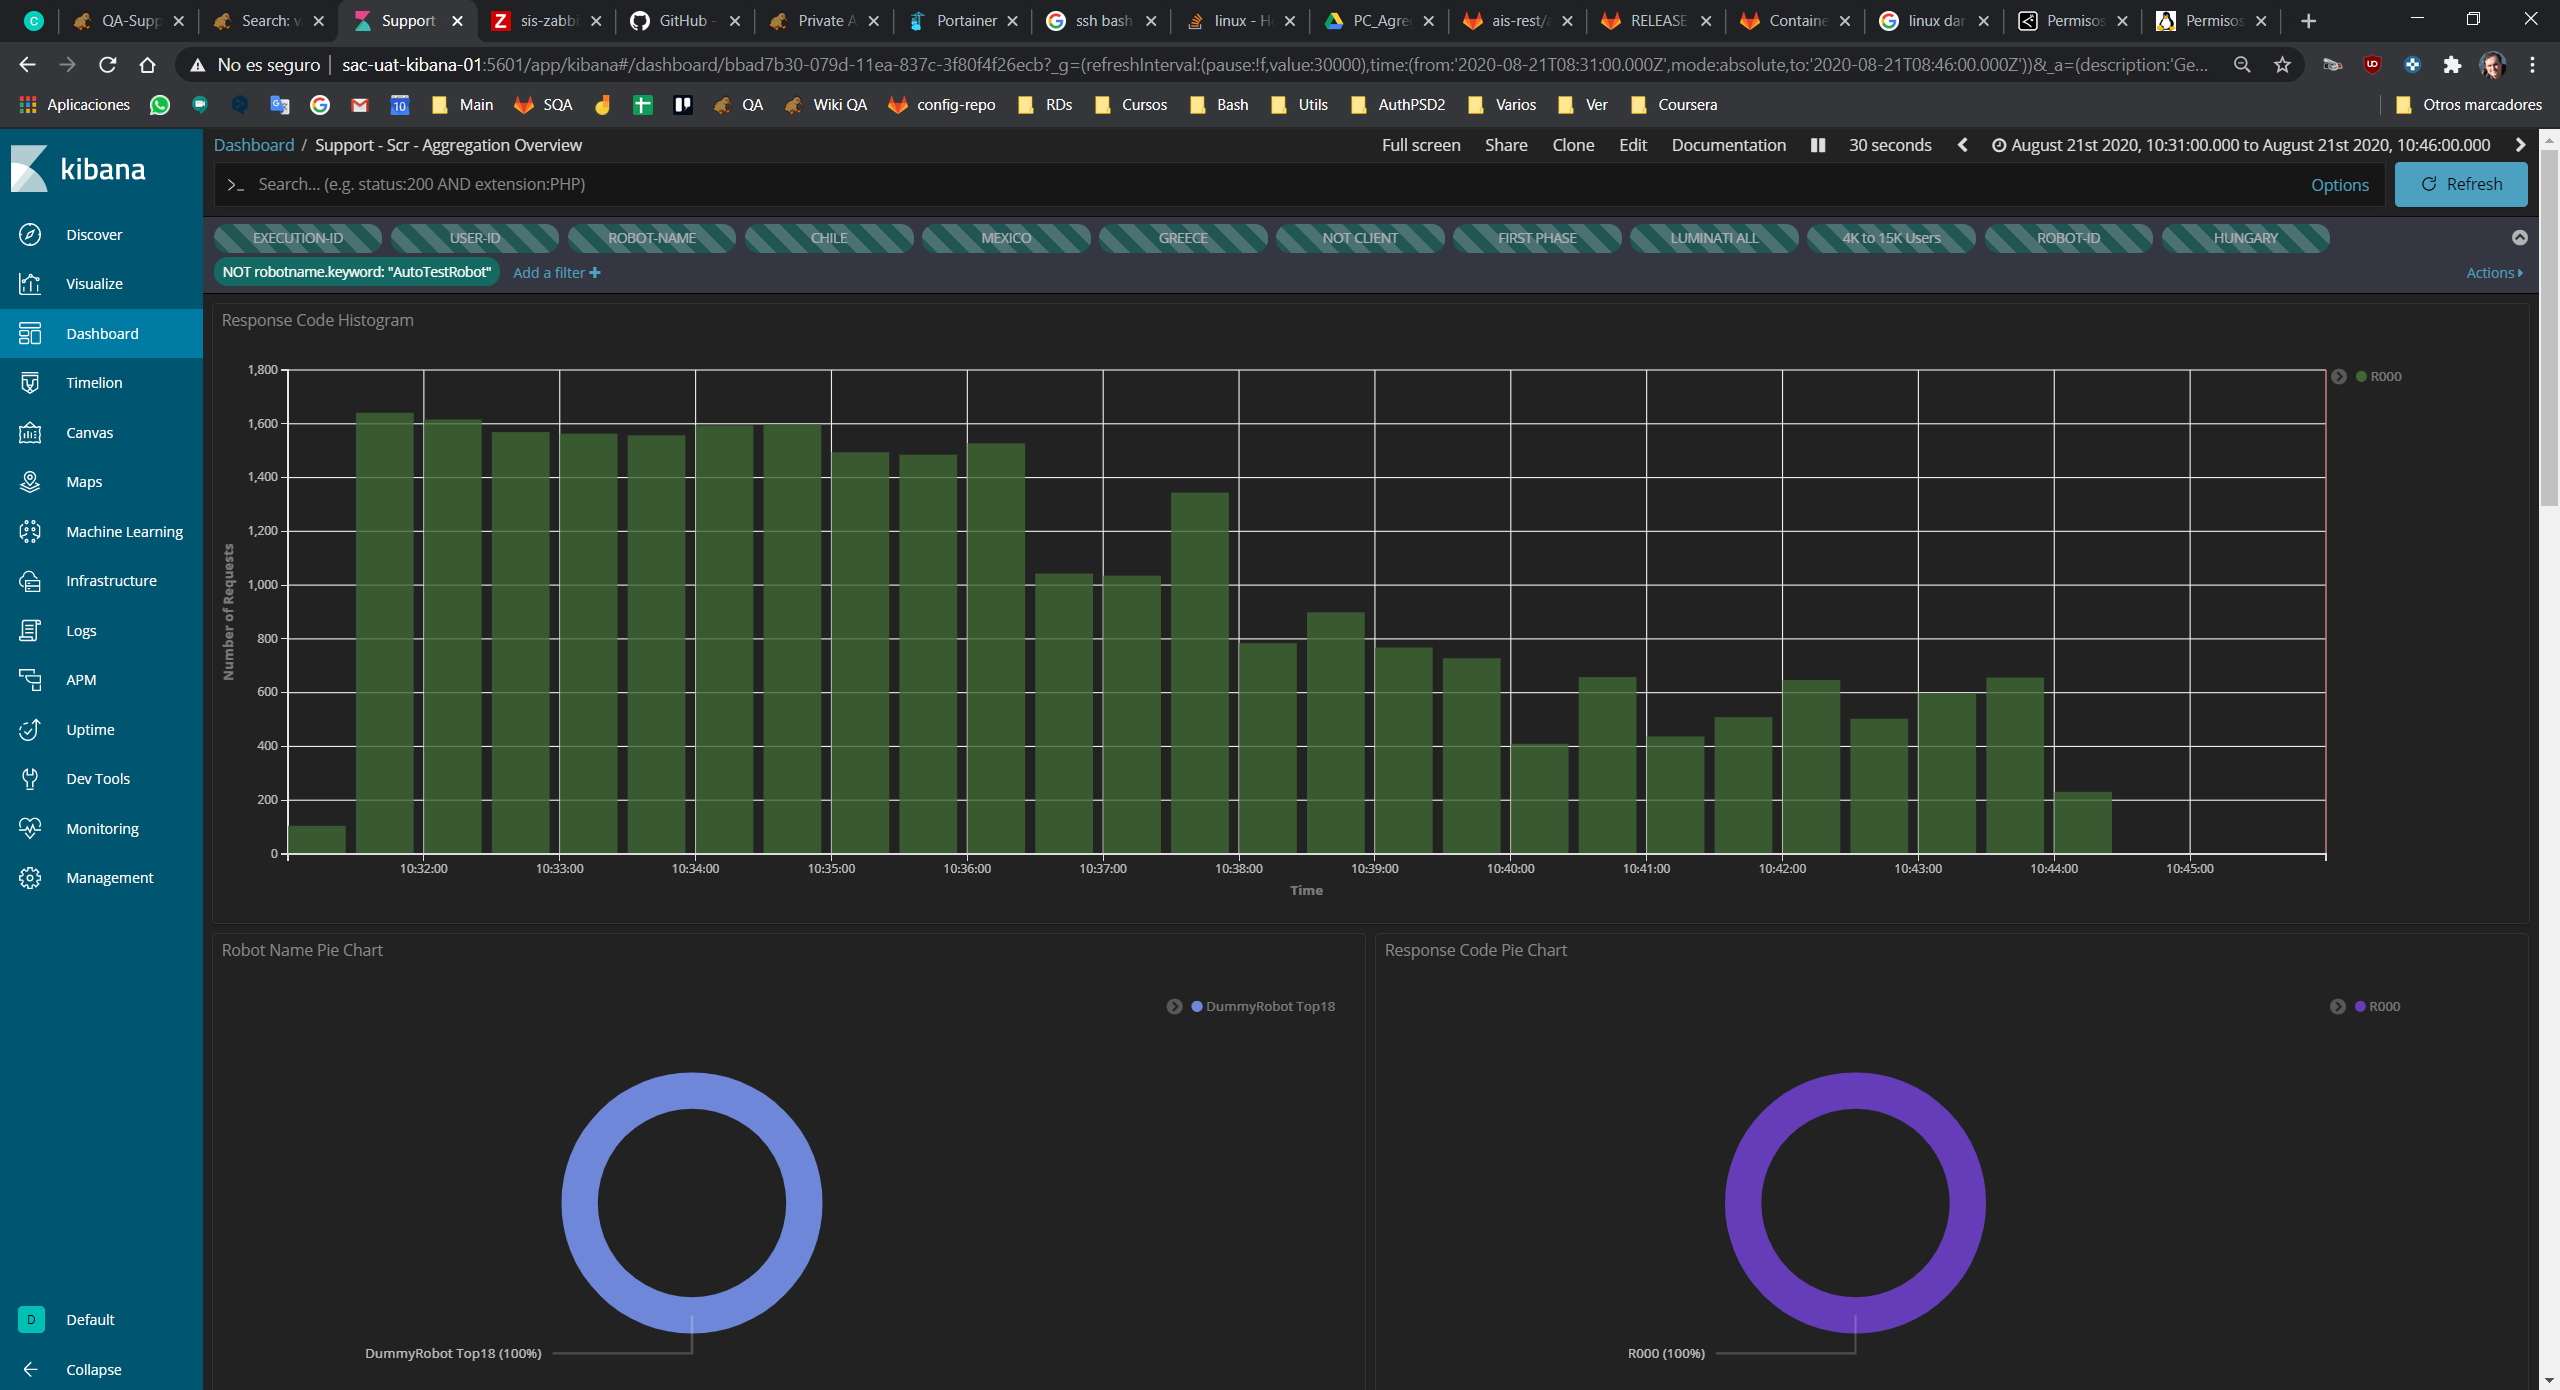 QA-Supp
Search: v
Support
sis-zabbi
GitHub -
Private A
Portainer
ssh bash
linux - H
PC_Agre
ais-rest/
RELEASE
Containe
linux dar
Permisos
Permisos
No es seguro | sac-uat-kibana-01:5601/app/kibana#/dashboard/bbad7b30-079d-11ea-837c-3f80f4f26ecb?_g=(refreshInterval:(pause:!f,value:30000),time:(from:'2020-08-21T08:31:00.000Z',mode:absolute,to:'2020-08-21T08:46:00.000Z'))&_a=(description:'Ge...
Aplicaciones
10
Main
SQA
QA
Wiki QA
config-repo
RDs
Cursos
Bash
Utils
AuthPSD2
Varios
Ver
Coursera
Otros marcadores
kibana
Discover
Visualize
Dashboard
Timelion
Canvas
Maps
Machine Learning
Infrastructure
Logs
APM
Uptime
Dev Tools
Monitoring
Management
D Default
Collapse
Dashboard / Support - Scr - Aggregation Overview
Full screen Share Clone Edit Documentation 30 seconds August 21st 2020, 10:31:00.000 to August 21st 2020, 10:46:00.000
>_ Search... (e.g. status:200 AND extension:PHP)
Options
Refresh
EXECUTION-ID USER-ID ROBOT-NAME CHILE MEXICO GREECE NOT CLIENT FIRST PHASE LUMINATI ALL 4K to 15K Users ROBOT-ID HUNGARY
NOT robotname.keyword: "AutoTestRobot" Add a filter +
Actions
Response Code Histogram
R000
Number of Requests
1,800
1,600
1,400
1,200
1,000
800
600
400
200
0
10:32:00 10:33:00 10:34:00 10:35:00 10:36:00 10:37:00 10:38:00 10:39:00 10:40:00 10:41:00 10:42:00 10:43:00 10:44:00 10:45:00
Time
Robot Name Pie Chart
DummyRobot Top18
DummyRobot Top18 (100%)
Response Code Pie Chart
R000
R000 (100%)